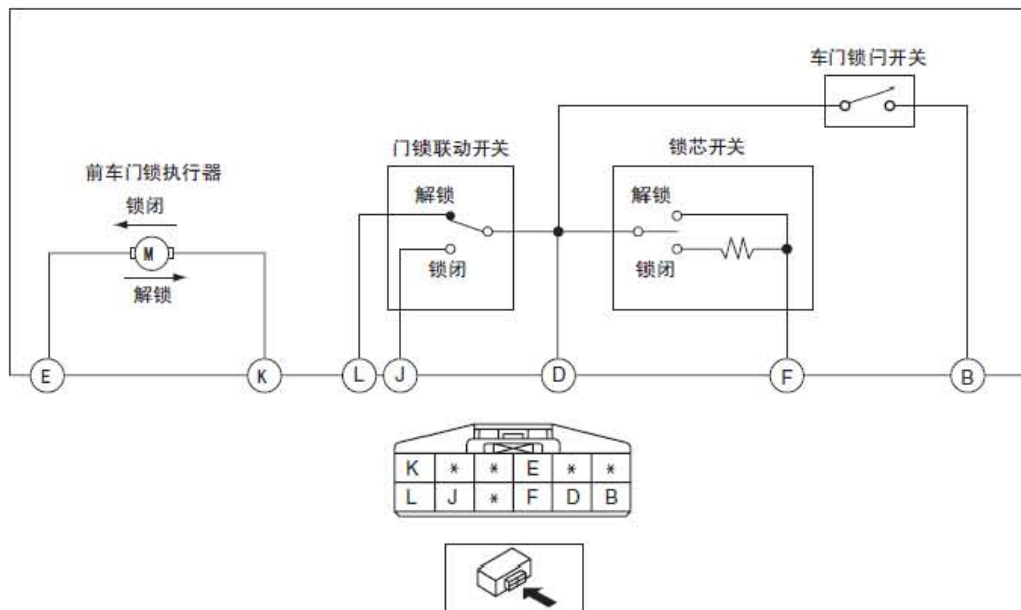 车门锁闩开关
门锁联动开关
锁芯开关
前车门锁执行器
解锁
解锁
锁闭
M
锁闭
锁闭
解锁
E
K
L
J
D
F
B
K * * E * *
L J * F D B